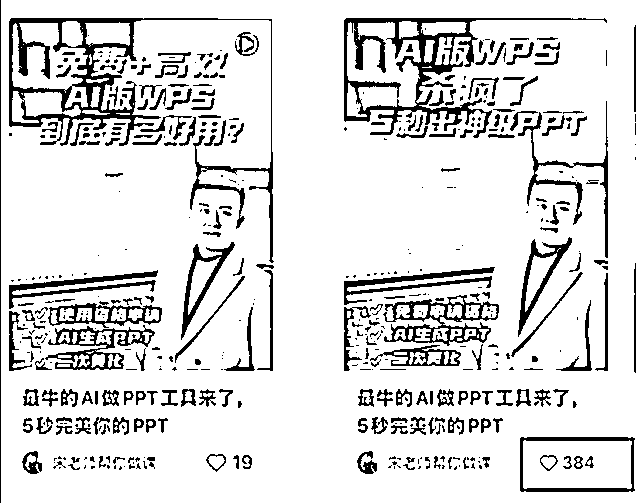 免费+高效
AI版WPS
到底有多好用?
✓使用资格申请
✓AI生成PPT
✓二次美化
最牛的AI做PPT工具来了,
5秒完美你的PPT
宋老师帮你做课
19
AI版WPS
杀疯了
5秒出神级PPT
✓免费申请资格
✓AI生成PPT
✓二次美化
最牛的AI做PPT工具来了,
5秒完美你的PPT
宋老师帮你做课
384